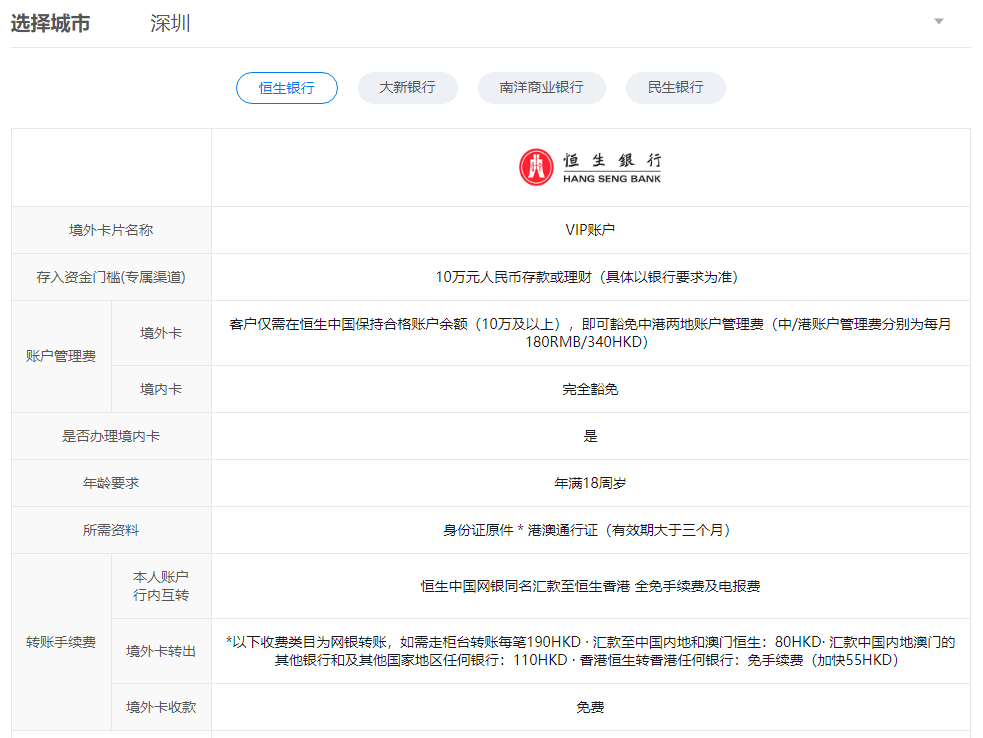 选择城市 深圳
恒生银行 大新银行 南洋商业银行 民生银行
恒生銀行
HANG SENG BANK
境外卡片名称 VIP账户
存入资金门槛(专属渠道) 10万元人民币存款或理财（具体以银行要求为准）
账户管理费
境外卡
客户仅需在恒生中国保持合格账户余额（10万及以上），即可豁免中港两地账户管理费（中/港账户管理费分别为每月
180RMB/340HKD）
境内卡 完全豁免
是否办理境内卡 是
年龄要求 年满18周岁
所需资料 身份证原件 * 港澳通行证（有效期大于三个月）
转账手续费
本人账户
行内互转
恒生中国网银同名汇款至恒生香港 全免手续费及电报费
境外卡转出
*以下收费类目为网银转账，如需走柜台转账每笔190HKD · 汇款至中国内地和澳门恒生：80HKD· 汇款中国内地澳门的
其他银行和及其他国家地区任何银行：110HKD · 香港恒生转香港任何银行：免手续费（加快55HKD）
境外卡收款 免费